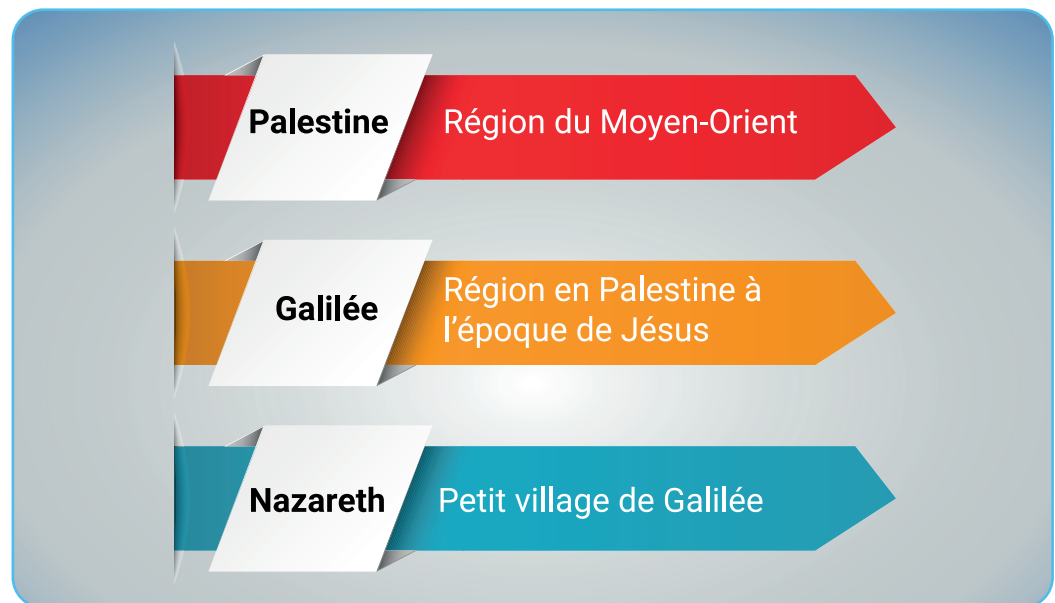 Palestine
Région du Moyen-Orient
Galilée
Région en Palestine à
l'époque de Jésus
Nazareth
Petit village de Galilée